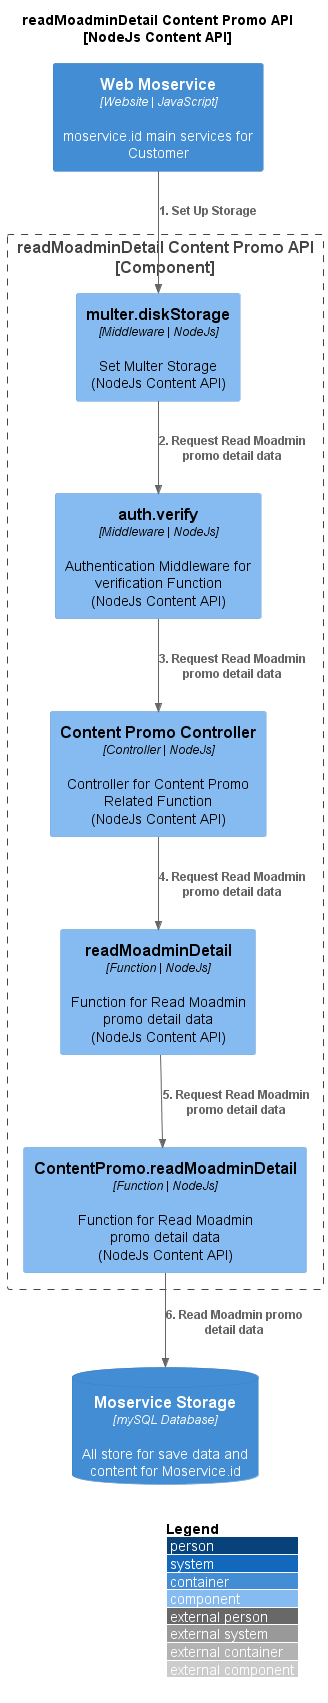 readMoadminDetail Content Promo API
[NodeJs Content API]
Web Moservice
[Website | JavaScript]
moservice.id main services for
Customer
1. Set Up Storage
readMoadminDetail Content Promo API
[Component]
multer.diskStorage
[Middleware | NodeJs]
Set Multer Storage
(NodeJs Content API)
2. Request Read Moadmin
promo detail data
auth.verify
[Middleware | NodeJs]
Authentication Middleware for
verification Function
(NodeJs Content API)
3. Request Read Moadmin
promo detail data
Content Promo Controller
[Controller | NodeJs]
Controller for Content Promo
Related Function
(NodeJs Content API)
4. Request Read Moadmin
promo detail data
readMoadminDetail
[Function | NodeJs]
Function for Read Moadmin
promo detail data
(NodeJs Content API)
5. Request Read Moadmin
promo detail data
ContentPromo.readMoadminDetail
[Function | NodeJs]
Function for Read Moadmin
promo detail data
(NodeJs Content API)
6. Read Moadmin promo
detail data
Moservice Storage
[mySQL Database]
All store for save data and
content for Moservice.id
Legend
person
system
container
component
external person
external system
external container
external component